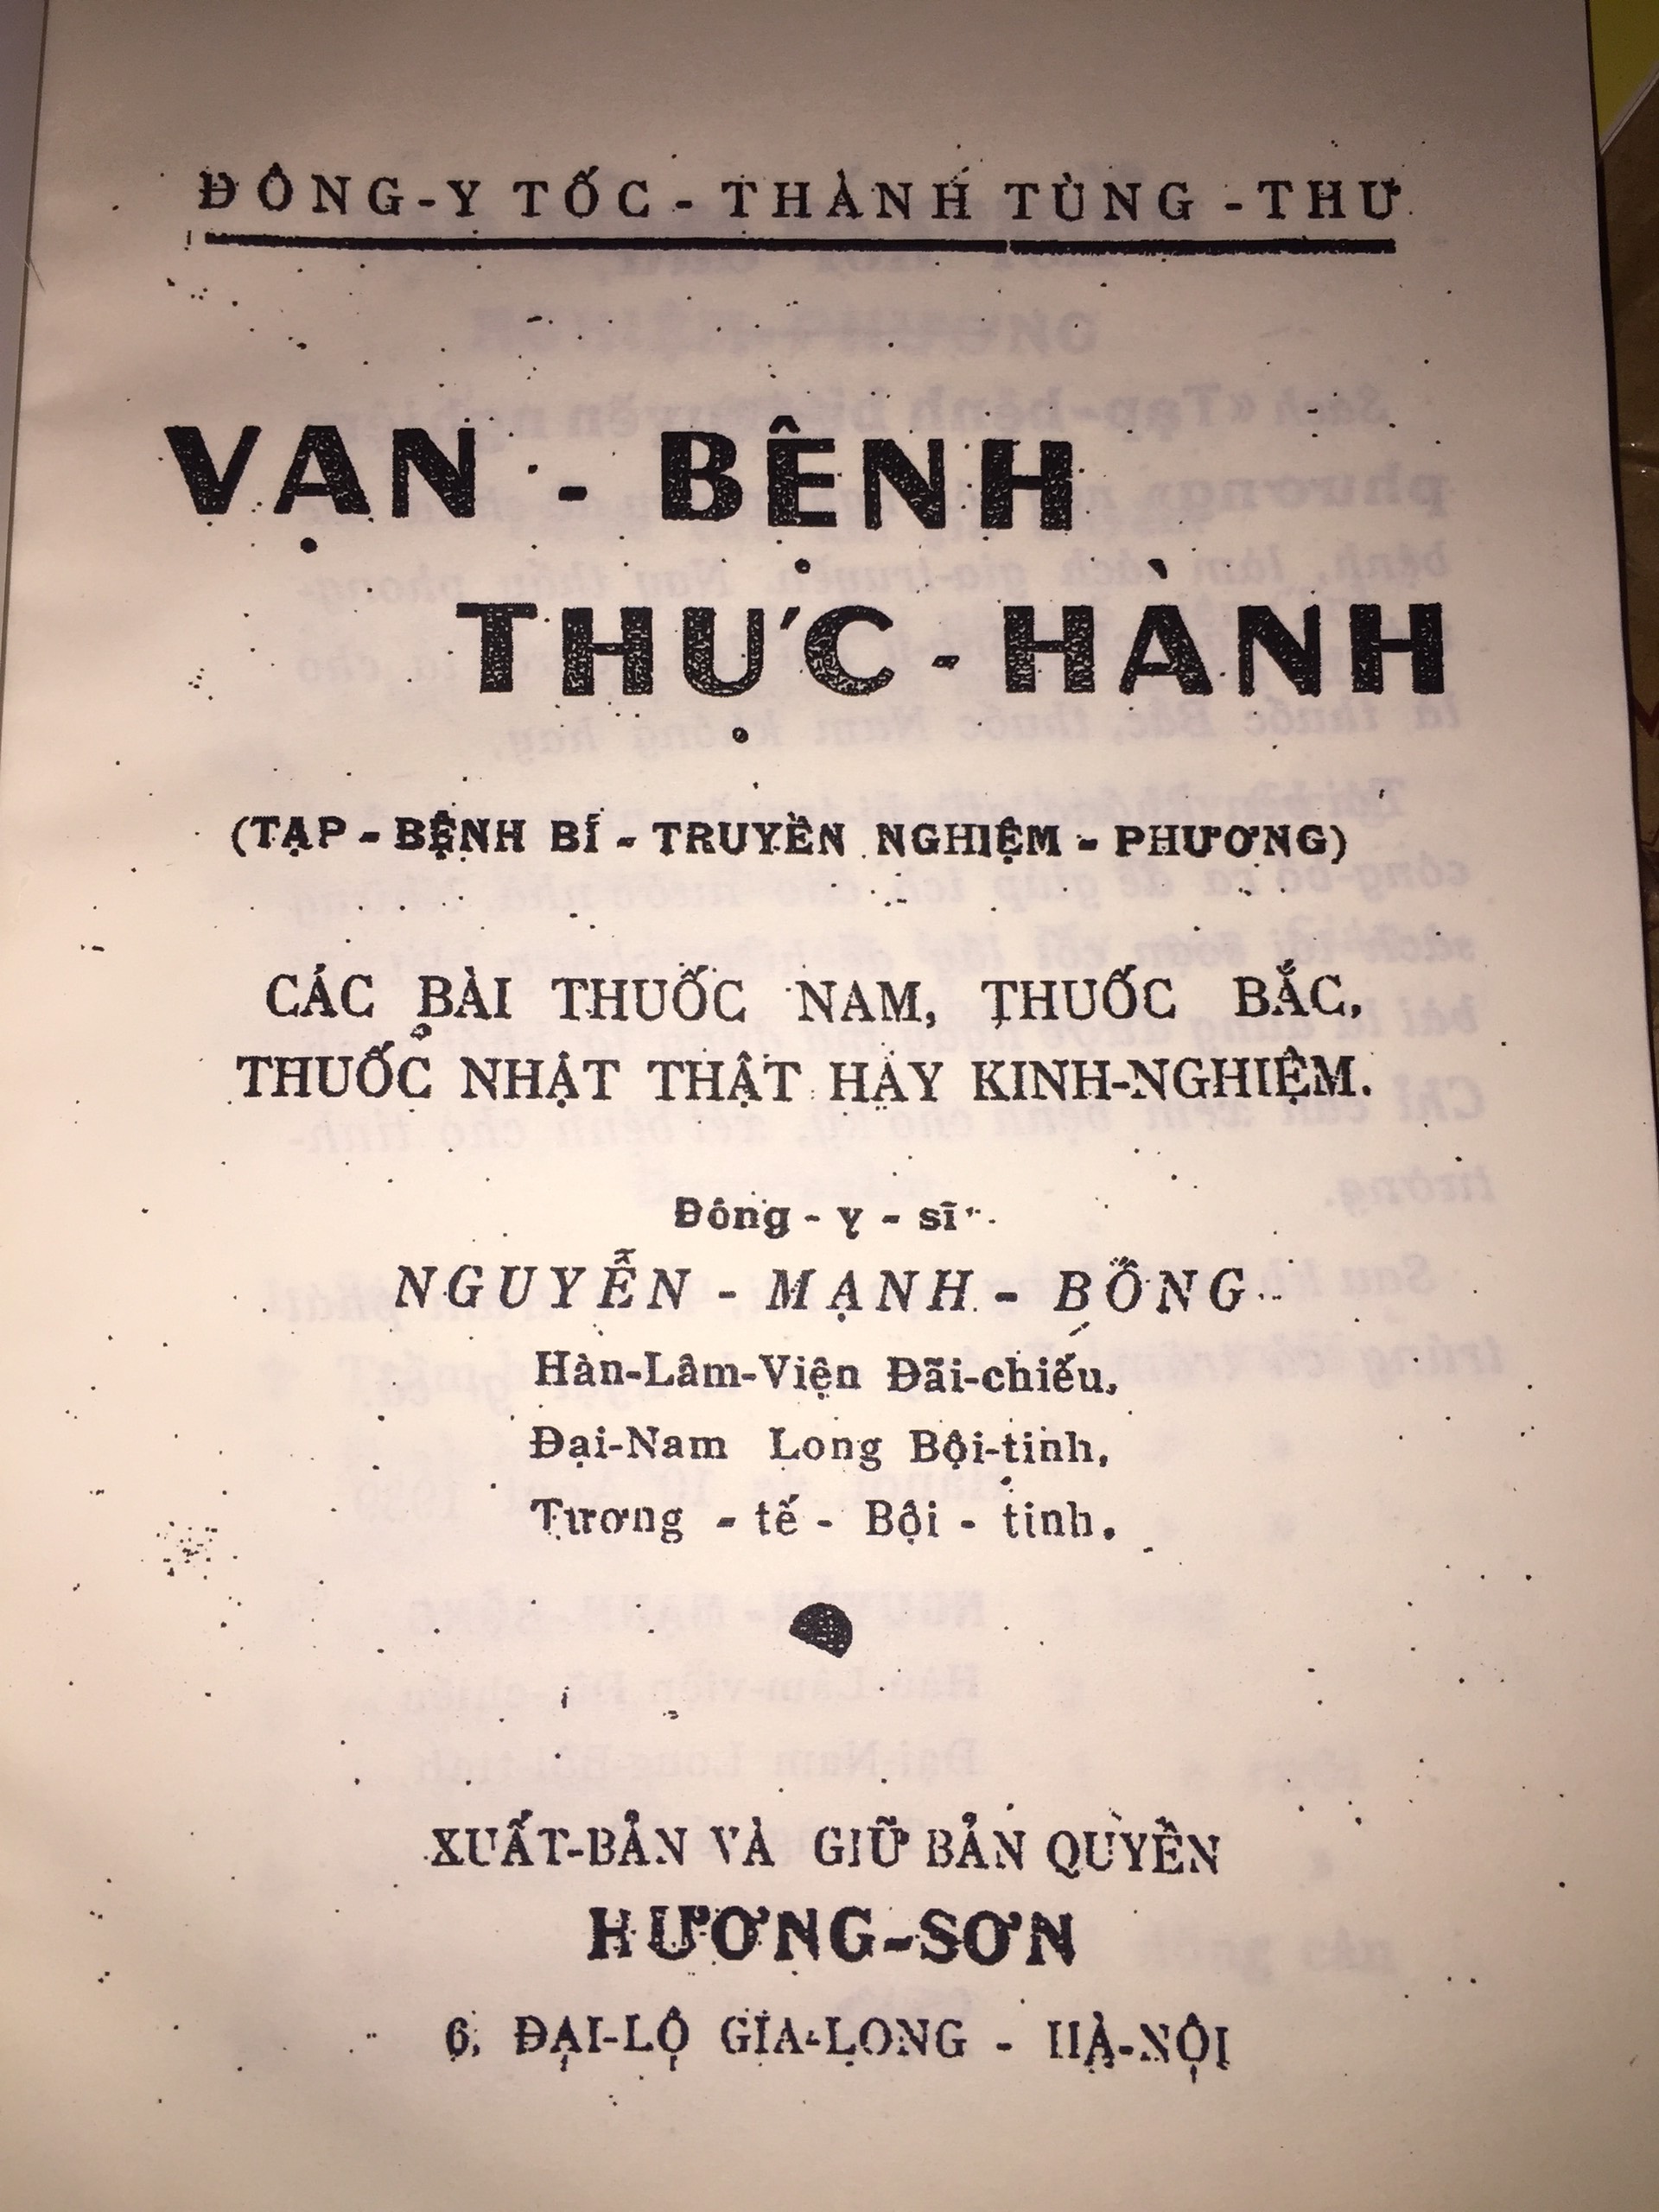 ĐÔNG-Y TỐC-THÀNH TÙNG-THƯ
VẠN - BỆNH
THỰC - HÀNH
(TẠP - BỆNH BÍ - TRUYỀN NGHIỆM - PHƯƠNG)
CÁC BÀI THUỐC NAM, THUỐC BẮC,
THUỐC NHẬT THẬT HAY KINH-NGHIỆM.
Đông - y - sĩ
NGUYỄN - MẠNH - BỔNG
Hàn-Lâm-Viện Đãi-chiếu,
Đại-Nam Long Bội-tinh,
Tương - tế - Bội - tinh.
XUẤT-BẢN VÀ GIỮ BẢN QUYỀN
HƯƠNG-SƠN
6, ĐẠI-LỘ GIA-LONG - HÀ-NỘI